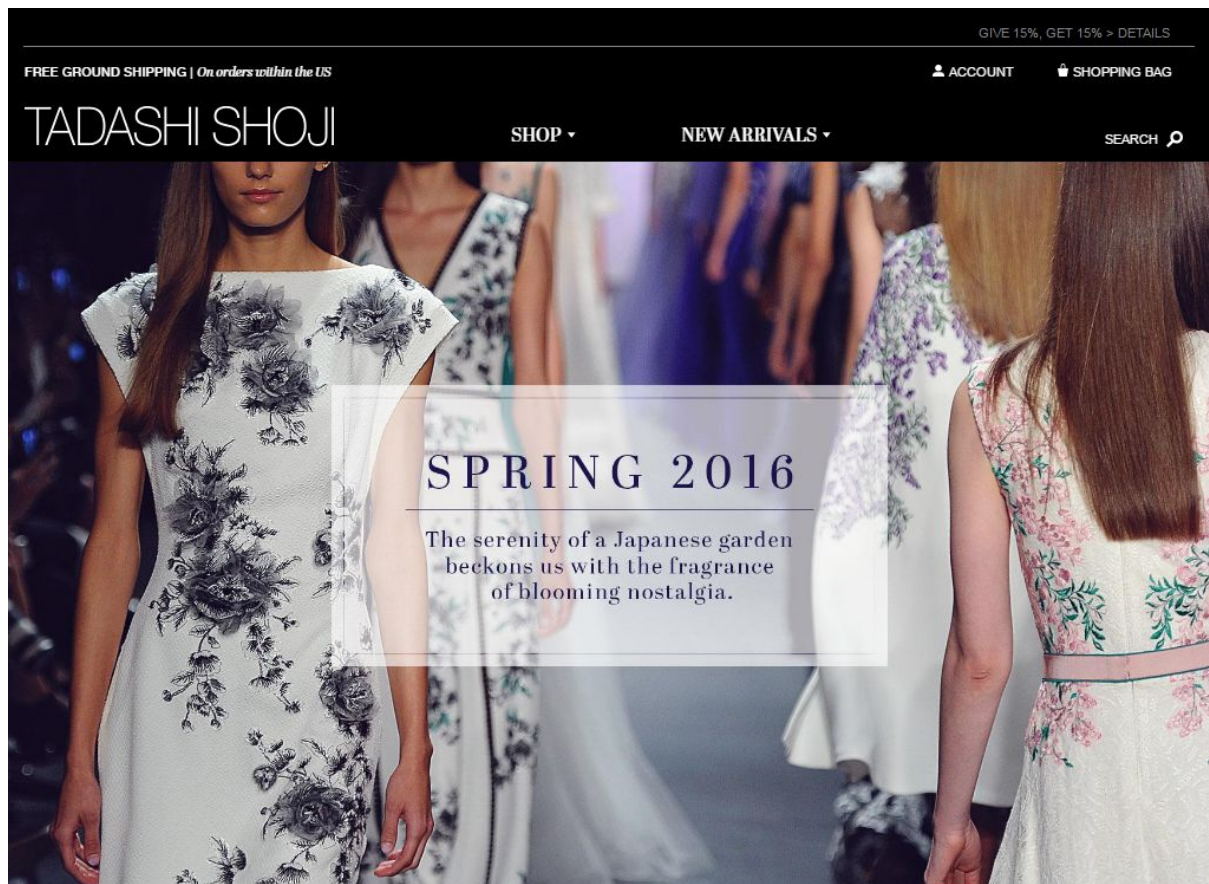 GIVE 15%, GET 15% > DETAILS
FREE GROUND SHIPPING | On orders within the US
ACCOUNT
SHOPPING BAG
TADASHI SHOJI
SHOP
NEW ARRIVALS
SEARCH
SPRING 2016
The serenity of a Japanese garden
beckons us with the fragrance
of blooming nostalgia.